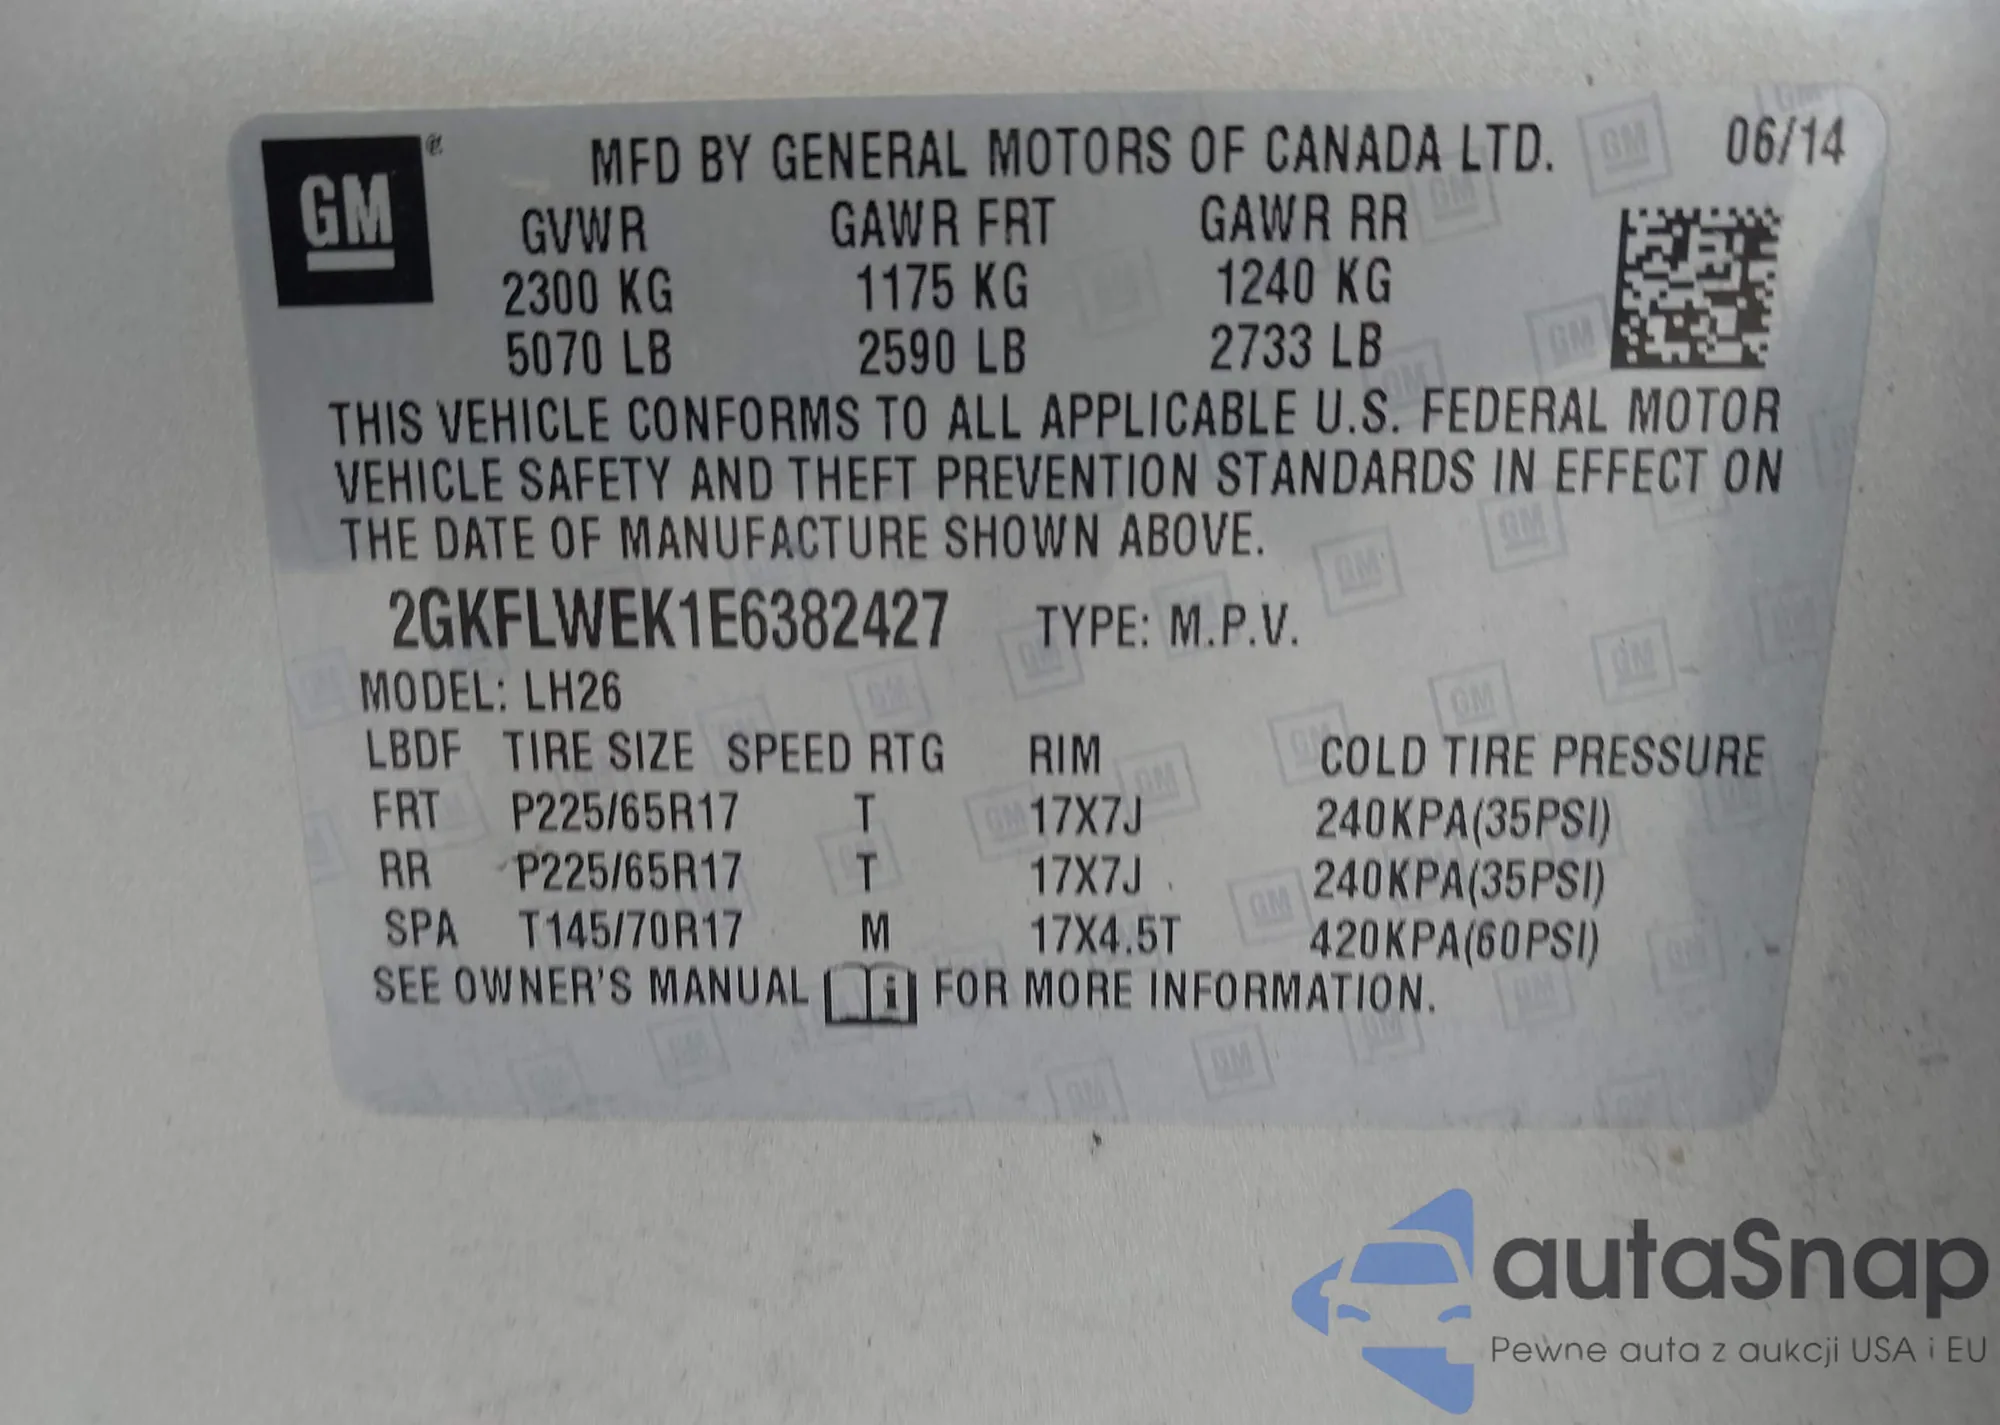 GM® MFD BY GENERAL MOTORS OF CANADA LTD. 06/14
GVWR GAWR FRT GAWR RR
2300 KG 1175 KG 1240 KG
5070 LB 2590 LB 2733 LB
THIS VEHICLE CONFORMS TO ALL APPLICABLE U.S. FEDERAL MOTOR
VEHICLE SAFETY AND THEFT PREVENTION STANDARDS IN EFFECT ON
THE DATE OF MANUFACTURE SHOWN ABOVE.
2GKFLWEK1E6382427 TYPE: M.P.V.
MODEL: LH26
LBDF TIRE SIZE SPEED RTG RIM COLD TIRE PRESSURE
FRT P225/65R17 T 17X7J 240KPA(35PSI)
RR P225/65R17 T 17X7J 240KPA(35PSI)
SPA T145/70R17 M 17X4.5T 420KPA(60PSI)
SEE OWNER'S MANUAL i FOR MORE INFORMATION.
autaSnap
Pewne auta z aukcji USA i EU